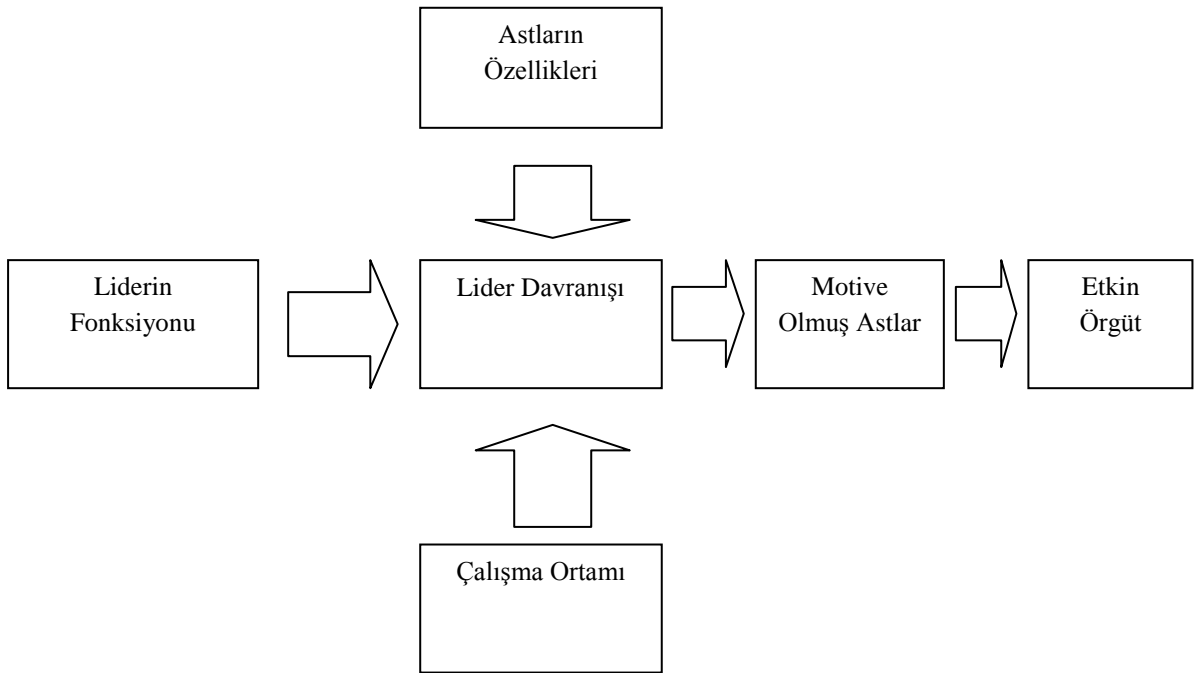 Astların
Özellikleri
Liderin
Fonksiyonu
Lider Davranışı
Motive
Olmuş Astlar
Etkin
Örgüt
Çalışma Ortamı